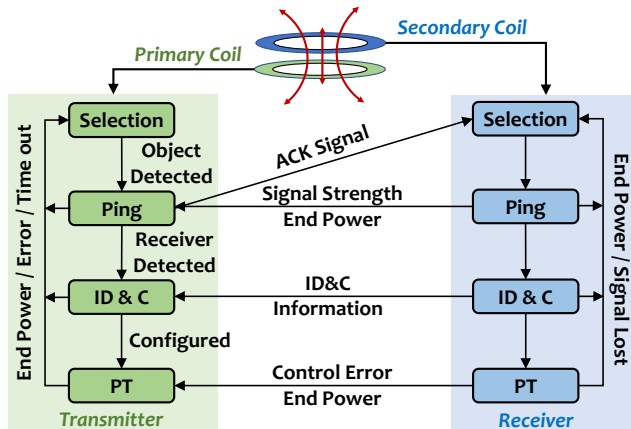 Secondary Coil
Primary Coil
Selection
Selection
ACK Signal
Object
Detected
Ping
Signal Strength
End Power
Ping
Receiver
Detected
ID & C
ID&C
Information
ID & C
Configured
PT
Control Error
End Power
PT
End Power / Error / Time out
End Power / Signal Lost
Transmitter
Receiver